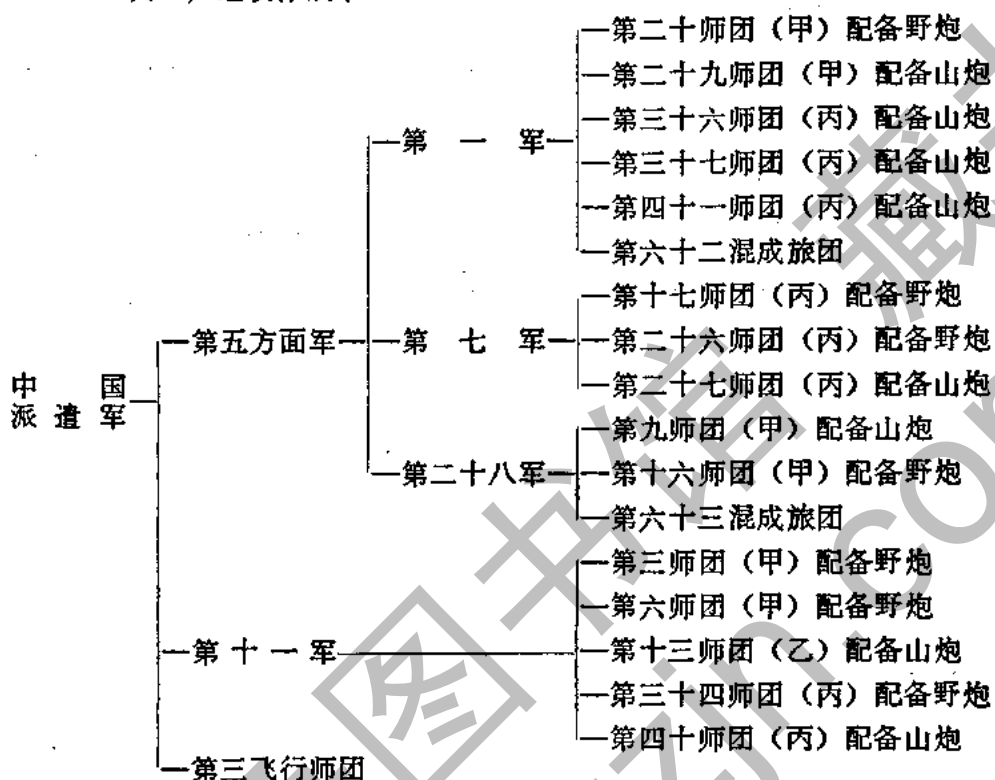 第二十师团（甲）配备野炮
第二十九师团（甲）配备山炮
第三十六师团（丙）配备山炮
第一军
第三十七师团（丙）配备山炮
第四十一师团（丙）配备山炮
第六十二混成旅团
第十七师团（丙）配备野炮
第五方面军
第七军
第二十六师团（丙）配备野炮
第二十七师团（丙）配备山炮
中国
派遣军
第九师团（甲）配备山炮
第二十八军
第十六师团（甲）配备野炮
第六十三混成旅团
第三师团（甲）配备野炮
第六师团（甲）配备野炮
第十一军
第十三师团（乙）配备山炮
第三十四师团（丙）配备野炮
第四十师团（丙）配备山炮
第三飞行师团
图书馆藏